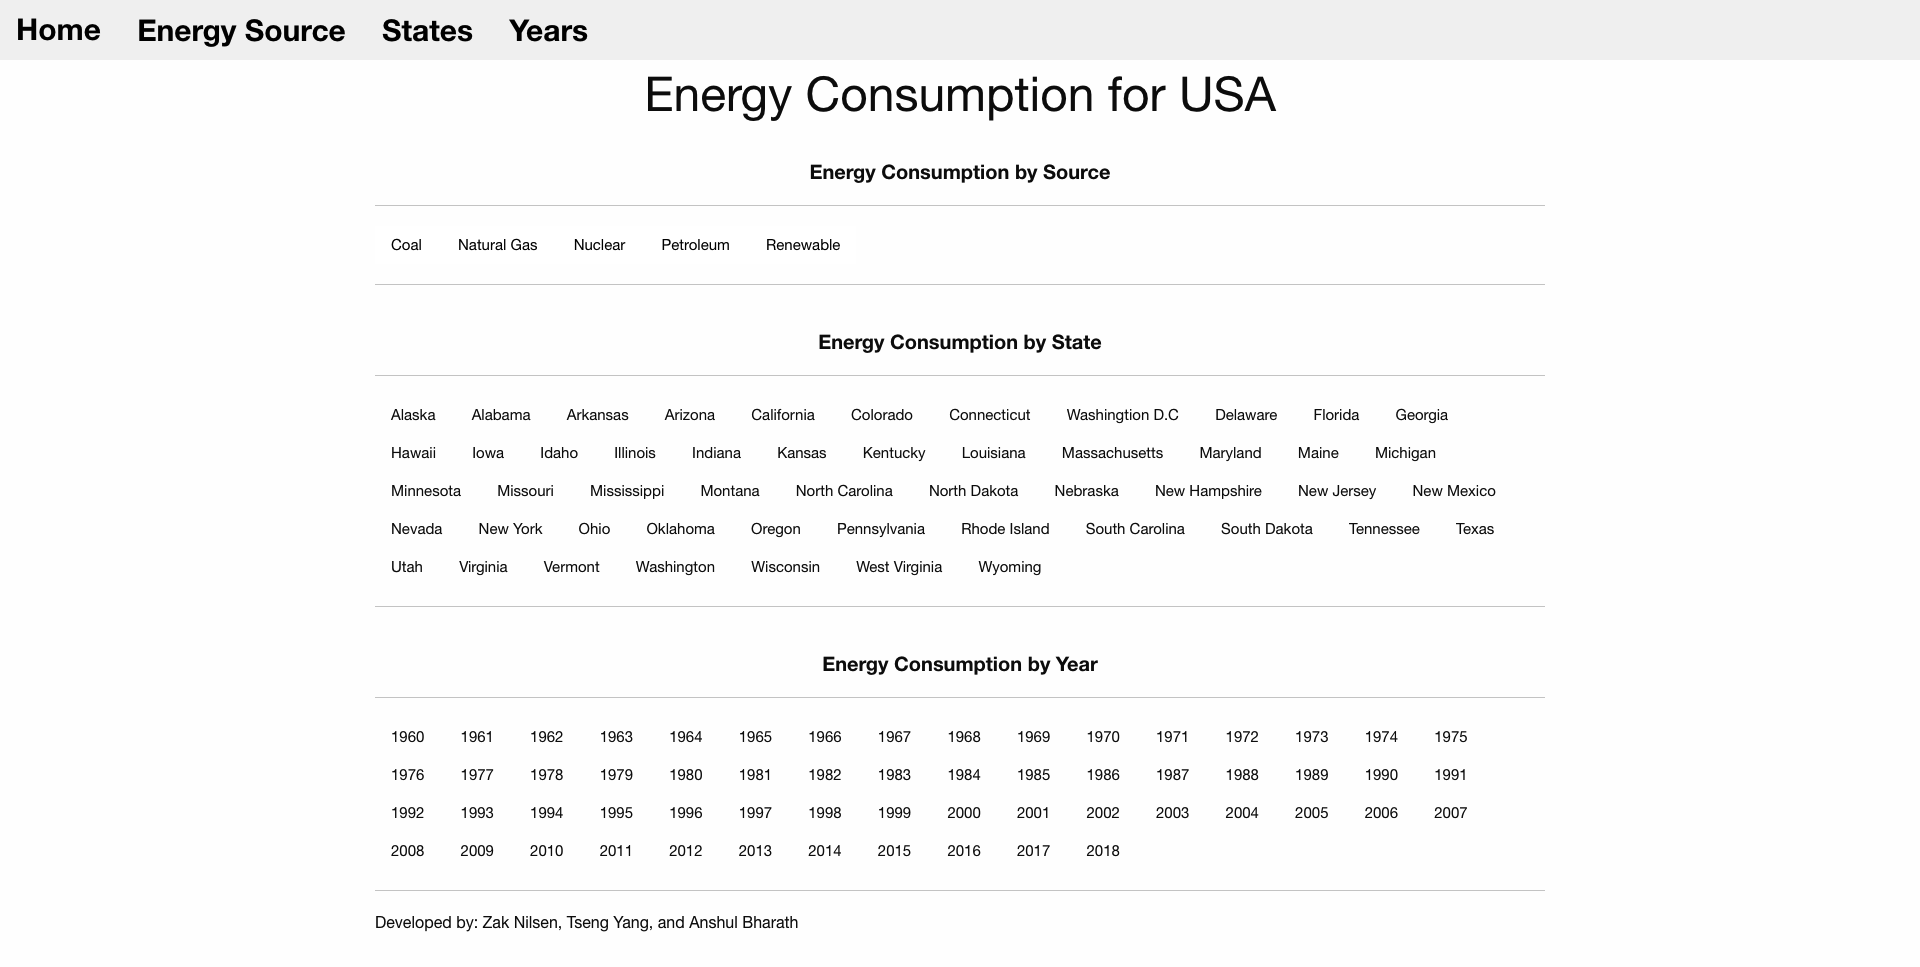 Home Energy Source States Years
Energy Consumption for USA
Energy Consumption by Source
Coal Natural Gas Nuclear Petroleum Renewable
Energy Consumption by State
Alaska Alabama Arkansas Arizona California Colorado Connecticut Washingtion D.C Delaware Florida Georgia
Hawaii Iowa Idaho Illinois Indiana Kansas Kentucky Louisiana Massachusetts Maryland Maine Michigan
Minnesota Missouri Mississippi Montana North Carolina North Dakota Nebraska New Hampshire New Jersey New Mexico
Nevada New York Ohio Oklahoma Oregon Pennsylvania Rhode Island South Carolina South Dakota Tennessee Texas
Utah Virginia Vermont Washington Wisconsin West Virginia Wyoming
Energy Consumption by Year
1960 1961 1962 1963 1964 1965 1966 1967 1968 1969 1970 1971 1972 1973 1974 1975
1976 1977 1978 1979 1980 1981 1982 1983 1984 1985 1986 1987 1988 1989 1990 1991
1992 1993 1994 1995 1996 1997 1998 1999 2000 2001 2002 2003 2004 2005 2006 2007
2008 2009 2010 2011 2012 2013 2014 2015 2016 2017 2018
Developed by: Zak Nilsen, Tseng Yang, and Anshul Bharath